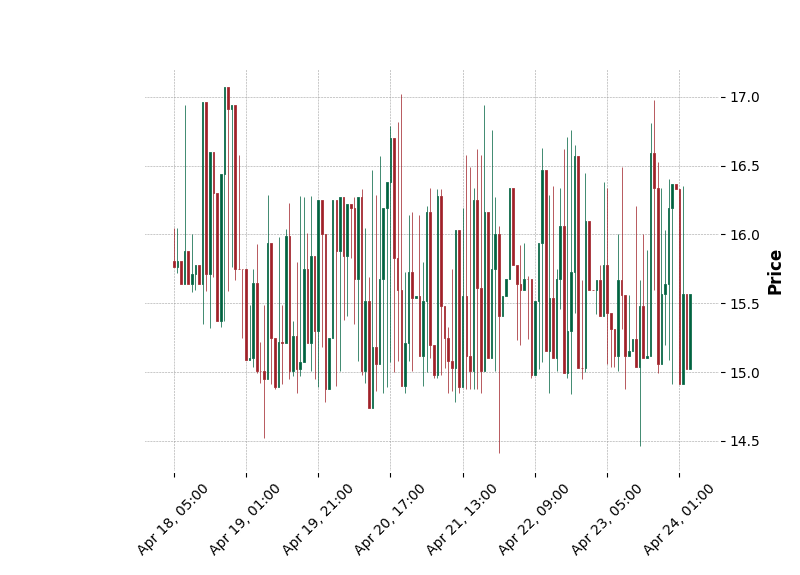 17.0
16.5
16.0
15.5
15.0
14.5
Price
Apr 18, 05:00
Apr 19, 01:00
Apr 19, 21:00
Apr 20, 17:00
Apr 21, 13:00
Apr 22, 09:00
Apr 23, 05:00
Apr 24, 01:00